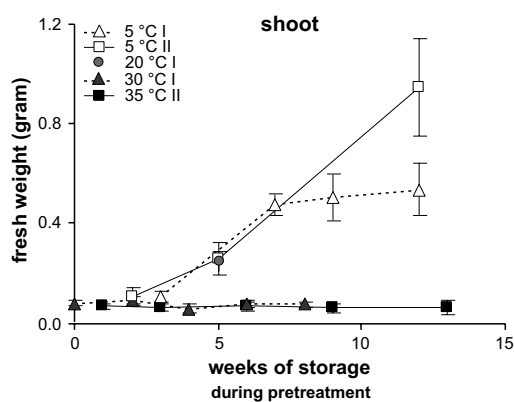 shoot
1.2
0.8
0.4
0.0
fresh weight (gram)
5 °C I
5 °C II
20 °C I
30 °C I
35 °C II
0
5
10
15
weeks of storage
during pretreatment